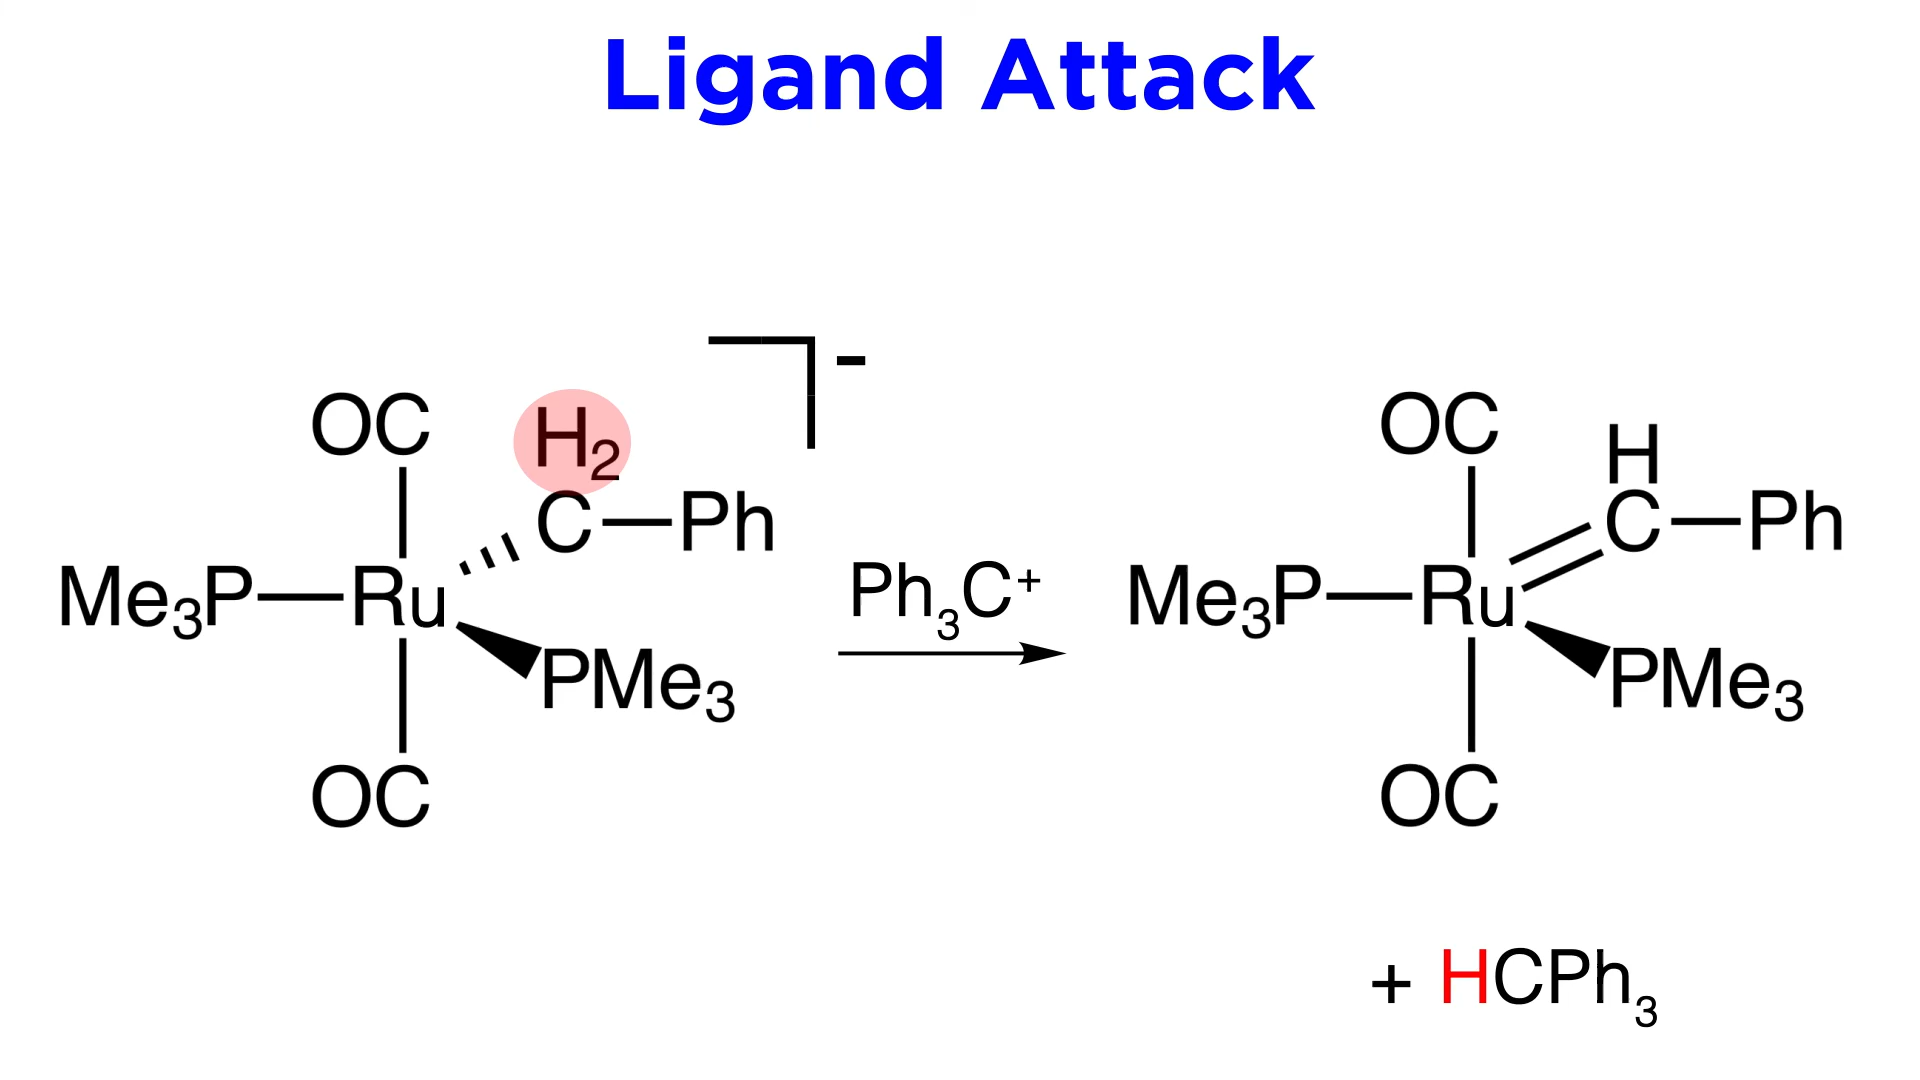 Ligand Attack
OC H₂ -
C—Ph
Me₃P—Ru
PMe₃
OC
Ph₃C⁺
OC H
C—Ph
Me₃P—Ru
PMe₃
OC
+ HCPh₃